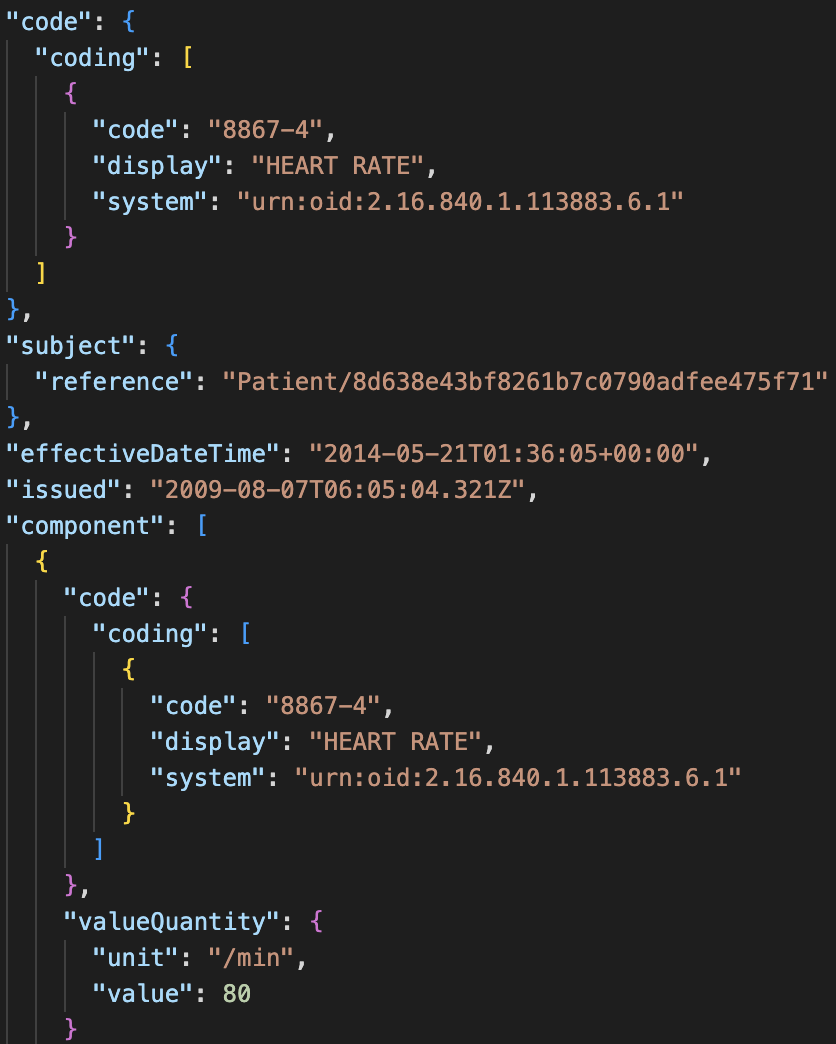 "code": {
  "coding": [
    {
      "code": "8867-4",
      "display": "HEART RATE",
      "system": "urn:oid:2.16.840.1.113883.6.1"
    }
  ]
},
"subject": {
  "reference": "Patient/8d638e43bf8261b7c0790adfee475f71"
},
"effectiveDateTime": "2014-05-21T01:36:05+00:00",
"issued": "2009-08-07T06:05:04.321Z",
"component": [
  {
    "code": {
      "coding": [
        {
          "code": "8867-4",
          "display": "HEART RATE",
          "system": "urn:oid:2.16.840.1.113883.6.1"
        }
      ]
    },
    "valueQuantity": {
      "unit": "/min",
      "value": 80
    }